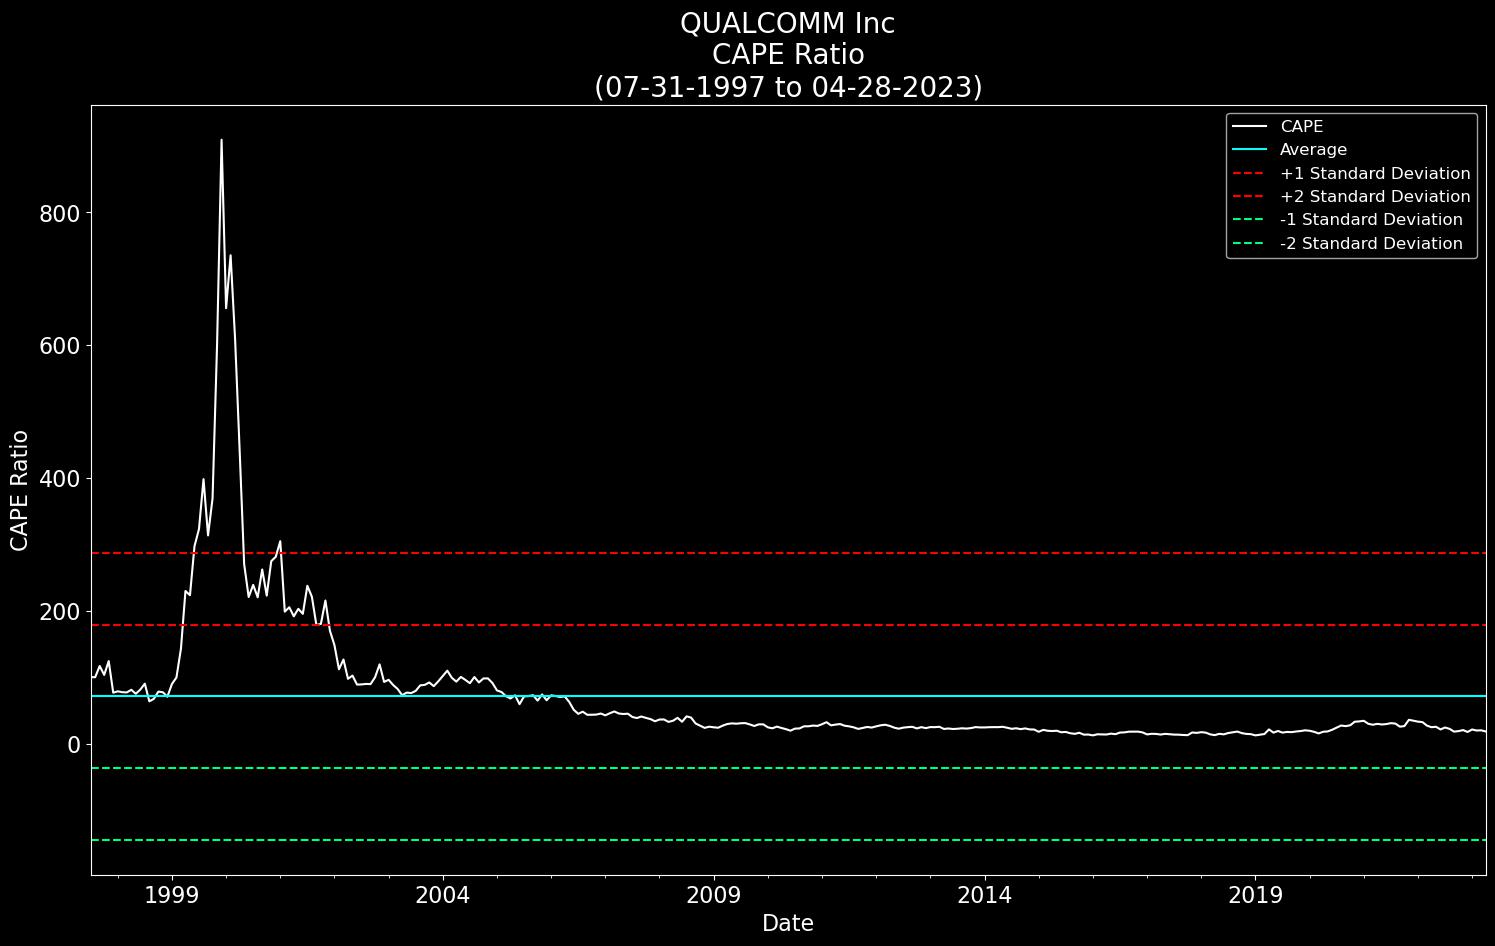 QUALCOMM Inc
CAPE Ratio
(07-31-1997 to 04-28-2023)
CAPE
Average
+1 Standard Deviation
+2 Standard Deviation
-1 Standard Deviation
-2 Standard Deviation
800
600
400
200
0
CAPE Ratio
1999 2004 2009 2014 2019
Date